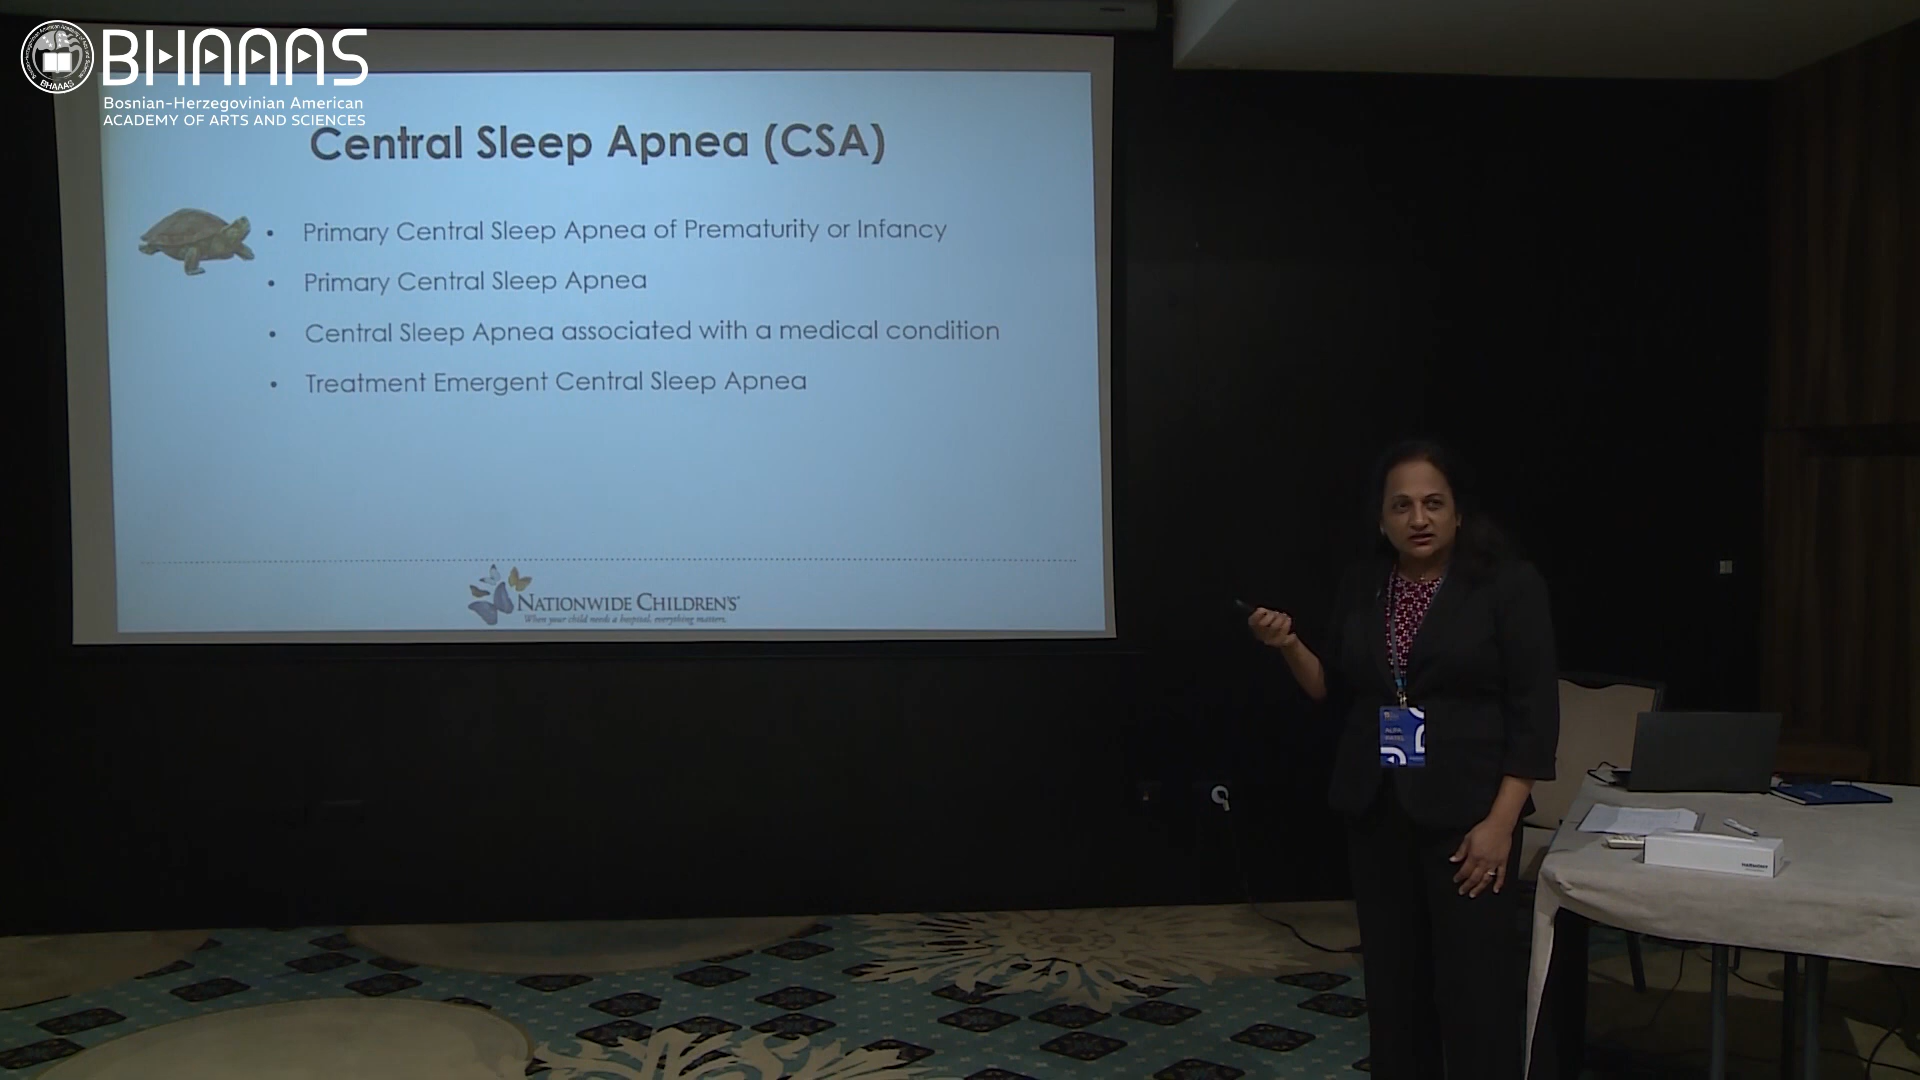 BHAAAS
Bosnian-Herzegovinian American
ACADEMY OF ARTS AND SCIENCES
BHAAAS
Central Sleep Apnea (CSA)
• Primary Central Sleep Apnea of Prematurity or Infancy
• Primary Central Sleep Apnea
• Central Sleep Apnea associated with a medical condition
• Treatment Emergent Central Sleep Apnea
NATIONWIDE CHILDREN'S
When your child needs a hospital, everything matters.
PATEL